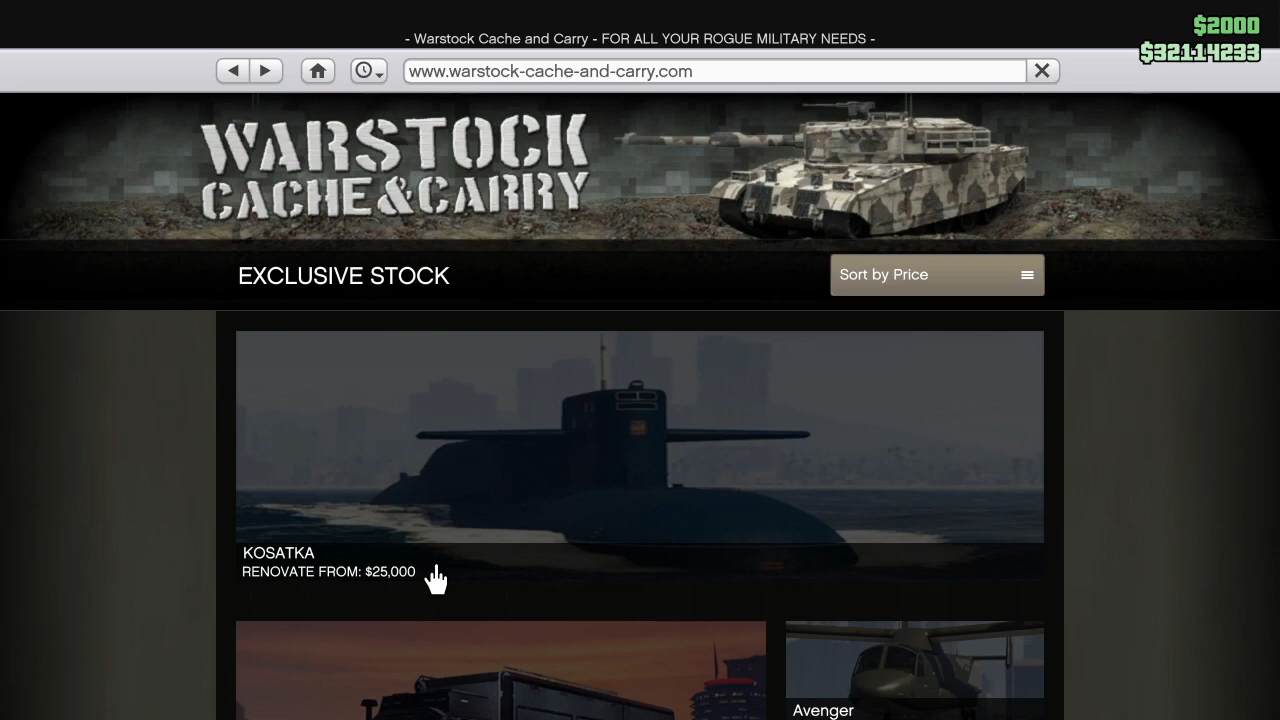 - Warstock Cache and Carry - FOR ALL YOUR ROGUE MILITARY NEEDS -
$2000
$32114233
www.warstock-cache-and-carry.com
WARSTOCK
CACHE&CARRY
EXCLUSIVE STOCK
Sort by Price
KOSATKA
RENOVATE FROM: $25,000
Avenger